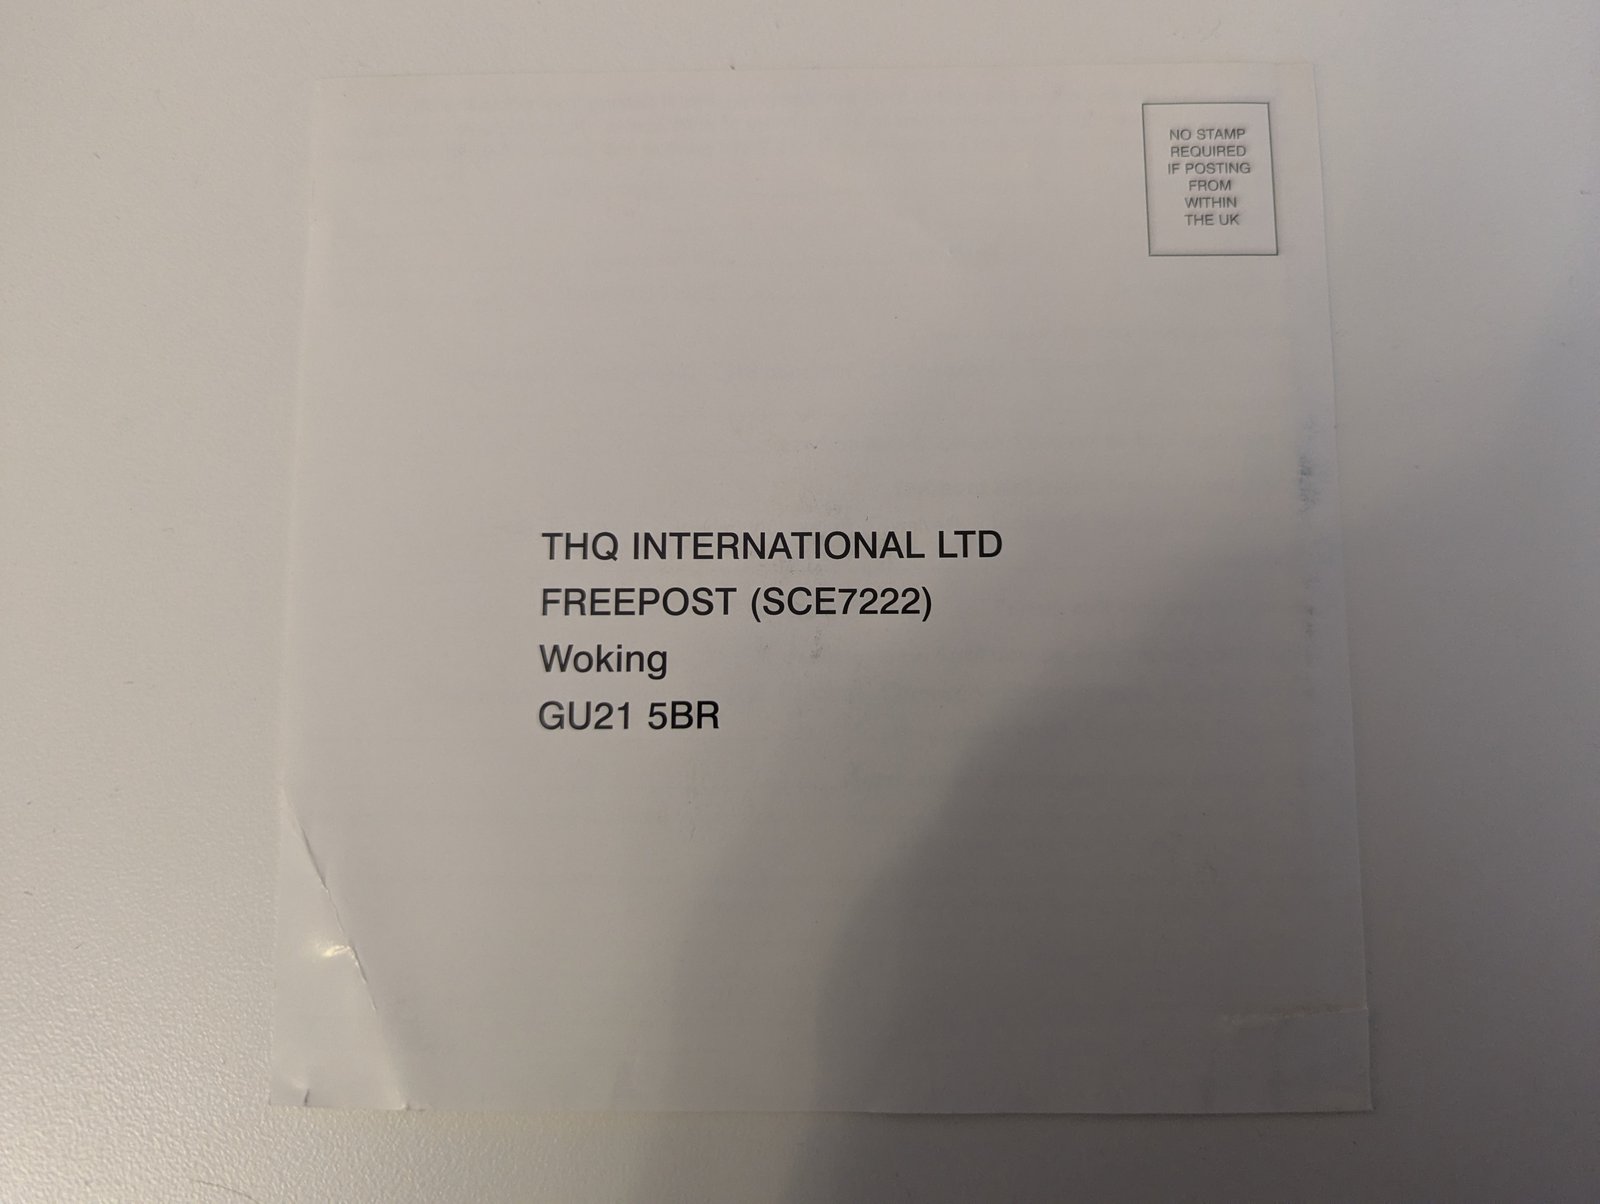 NO STAMP
REQUIRED
IF POSTING
FROM
WITHIN
THE UK
THQ INTERNATIONAL LTD
FREEPOST (SCE7222)
Woking
GU21 5BR